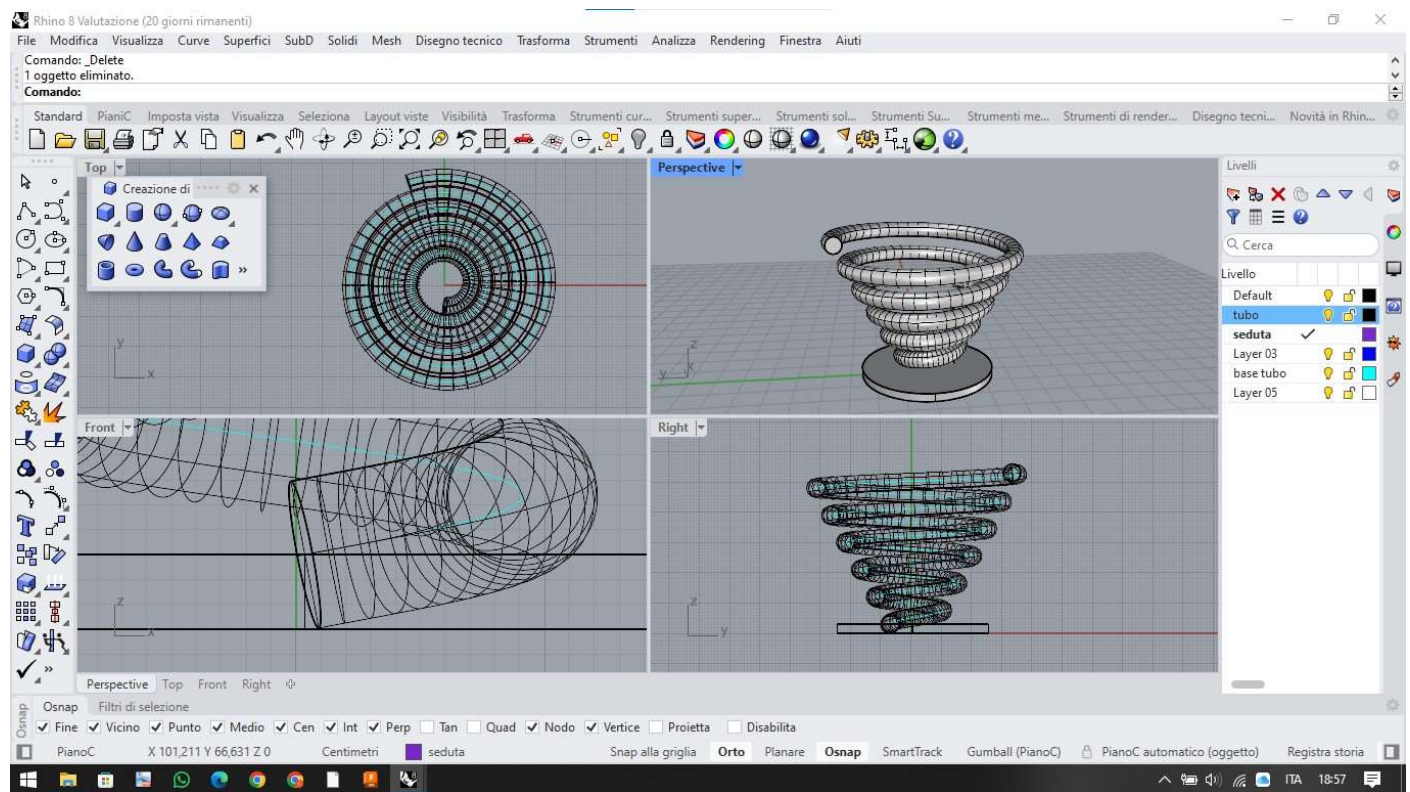 Rhino 8 Valutazione (20 giorni rimanenti)
File Modifica Visualizza Curve Superfici SubD Solidi Mesh Disegno tecnico Trasforma Strumenti Analizza Rendering Finestra Aiuti
Comando: _Delete
1 oggetto eliminato.
Comando:
Standard PianiC Imposta vista Visualizza Seleziona Layout viste Visibilità Trasforma Strumenti cur... Strumenti super... Strumenti sol... Strumenti Su... Strumenti me... Strumenti di render... Disegno tecni... Novità in Rhin...
Top
Creazione di
y
x
Perspective
z
y
x
Front
z
x
Right
z
y
Livelli
Cerca
Livello
Default
tubo
seduta
Layer 03
base tubo
Layer 05
Perspective Top Front Right
Osnap
Osnap Filtri di selezione
Fine Vicino Punto Medio Cen Int Perp Tan Quad Nodo Vertice Proietta Disabilita
PianoC X 101,211 Y 66,631 Z 0 Centimetri seduta Snap alla griglia Orto Planare Osnap SmartTrack Gumball (PianoC) PianoC automatico (oggetto) Registra storia
ITA 18:57